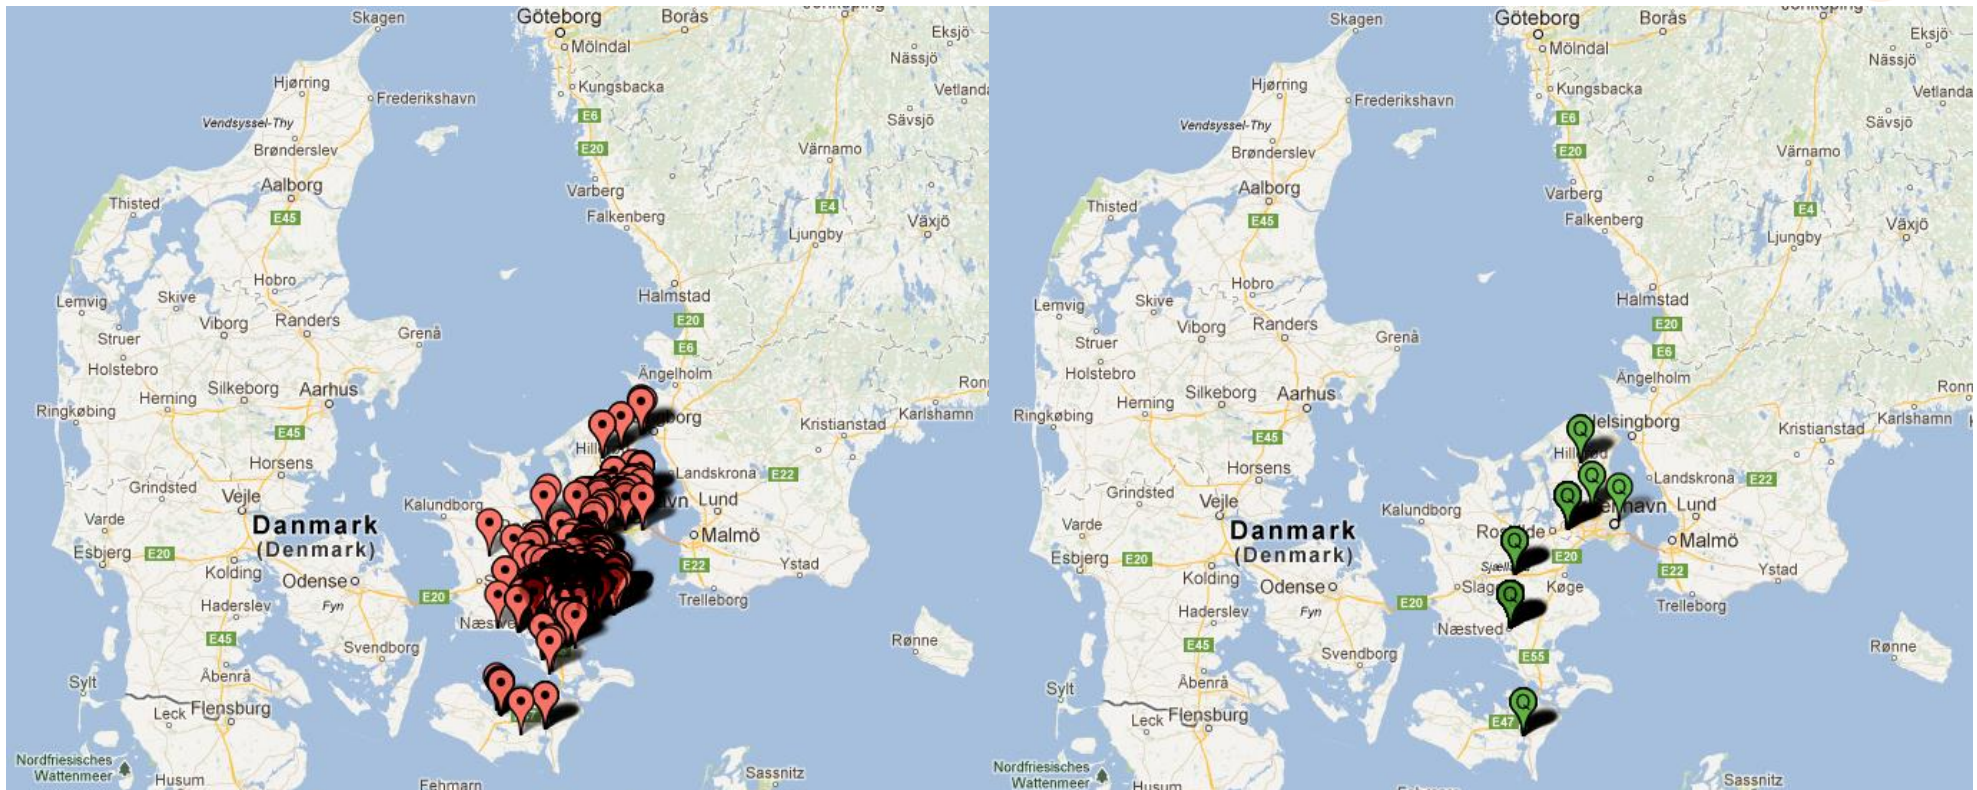 Skagen
Göteborg
Borås
Eksjö
Mölndal
Nässjö
Hjørring
Kungsbacka
Frederikshavn
E6
Sävsjö
Vendsyssel-Thy
Brønderslev
E20
Värnamo
Aalborg
Varberg
Thisted
E45
Falkenberg
E4
Växjö
Ljungby
Hobro
Lemvig
Skive
Halmstad
Viborg
Randers
E20
Grenå
Struer
E6
Holstebro
Ängelholm
Silkeborg
Aarhus
Herning
Ringkøbing
Karlshamn
Kristianstad
E45
Horsens
Landskrona
E22
Grindsted
Vejle
Kalundborg
Lund
Varde
Danmark
(Denmark)
Malmö
Esbjerg
E20
Kolding
Odense
E22
Ystad
Fyn
E20
Haderslev
Trelleborg
E45
Svendborg
Rønne
Åbenrå
Sylt
Leck
Flensburg
Nordfriesisches
Wattenmeer
Husum
Fehmarn
Sassnitz
Skagen
Göteborg
Borås
Eksjö
Mölndal
Nässjö
Hjørring
Kungsbacka
Frederikshavn
E6
Sävsjö
Vendsyssel-Thy
Brønderslev
E20
Värnamo
Aalborg
Varberg
Thisted
E45
Falkenberg
E4
Växjö
Ljungby
Hobro
Lemvig
Skive
Halmstad
Viborg
Randers
E20
Grenå
Struer
E6
Holstebro
Ängelholm
Silkeborg
Aarhus
Herning
Ringkøbing
Karlshamn
Q
Kristianstad
E45
Horsens
Landskrona
E22
Q
Grindsted
Q
Vejle
Q
Kalundborg
Lund
Varde
Danmark
(Denmark)
Q
Malmö
Esbjerg
E20
E20
Kolding
Odense
Køge
E22
Ystad
Q
Fyn
E20
Haderslev
Trelleborg
Næstved
E45
Svendborg
E55
Rønne
Åbenrå
Sylt
Q
Leck
Flensburg
E47
Nordfriesisches
Wattenmeer
Husum
Sassnitz